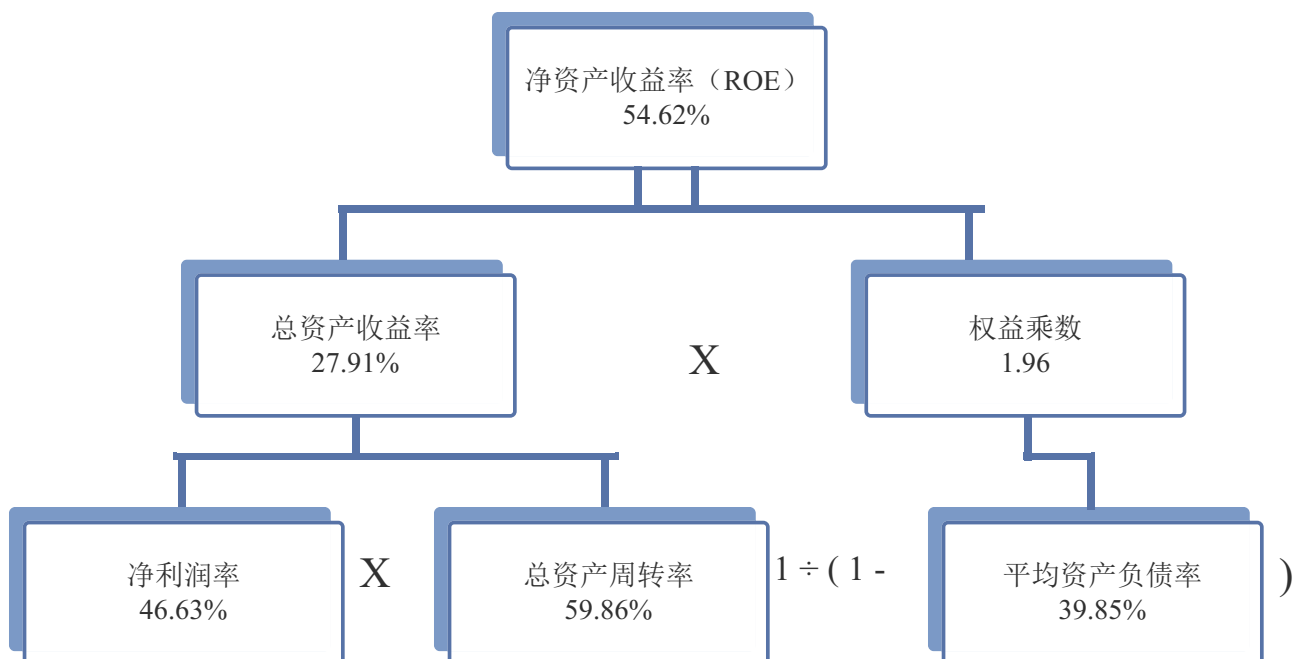 净资产收益率（ROE）
54.62%
总资产收益率
27.91%
X
权益乘数
1.96
净利润率
46.63%
X
总资产周转率
59.86%
1 ÷ ( 1 -
平均资产负债率
39.85%
)